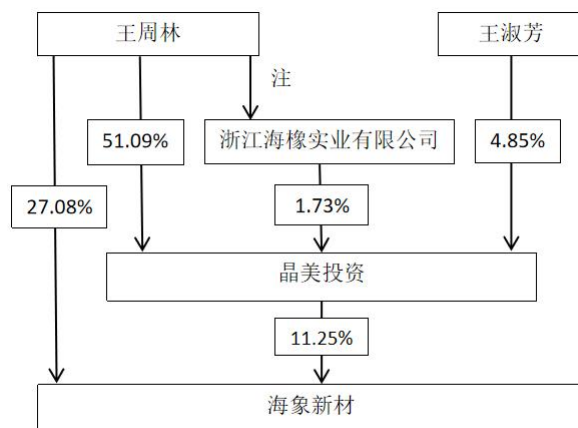 王周林
王淑芳
注
51.09%
浙江海橡实业有限公司
4.85%
27.08%
1.73%
晶美投资
11.25%
海象新材